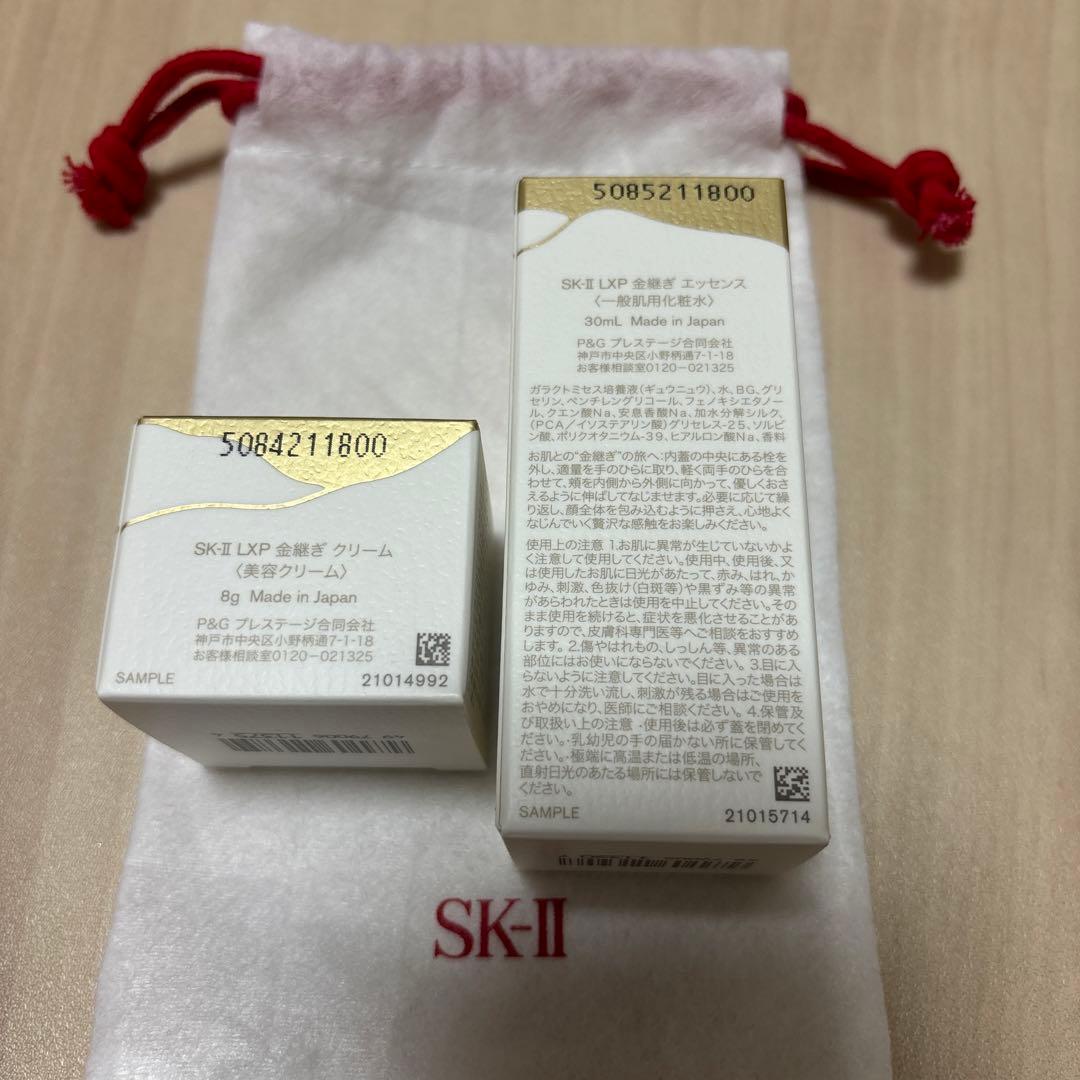 5084211800
SK-II LXP 金継ぎ クリーム
〈美容クリーム〉
8g Made in Japan
P&G プレステージ合同会社
神戸市中央区小野柄通7-1-18
お客様相談室0120-021325
SAMPLE
21014992
5085211800
SK-II LXP 金継ぎ エッセンス
〈一般肌用化粧水〉
30mL Made in Japan
P&G プレステージ合同会社
神戸市中央区小野柄通7-1-18
お客様相談室0120-021325
ガラクトミセス培養液(ギュウニュウ)、水、BG、グリ
セリン、ペンチレングリコール、フェノキシエタノー
ル、クエン酸Na、安息香酸Na、加水分解シルク、
(PCA/イソステアリン酸)グリセレス-25、ソルビ
ン酸、ポリクオタニウム-39、ヒアルロン酸Na、香料
お肌との“金継ぎ”の旅へ:内蓋の中央にある栓を
外し、適量を手のひらに取り、軽く両手のひらを合
わせて、頬を内側から外側に向かって、優しくおさ
えるように伸ばしてなじませます。必要に応じて繰
り返し、顔全体を包み込むように押さえ、心地よく
なじんでいく贅沢な感触をお楽しみください。
使用上の注意 1.お肌に異常が生じていないかよ
く注意して使用してください。使用中、使用後、又
は使用したお肌に日光があたって、赤み、はれ、か
ゆみ、刺激、色抜け(白斑等)や黒ずみ等の異常
があらわれたときは使用を中止してください。その
まま使用を続けると、症状を悪化させることがあ
りますので、皮膚科専門医等へご相談をおすすめ
します。2.傷やはれもの、しっしん等、異常のある
部位にはお使いにならないでください。3.目に入
らないように注意してください。目に入った場合は
水で十分洗い流し、刺激が残る場合はご使用を
おやめになり、医師にご相談ください。4.保管及
び取扱い上の注意 ・使用後は必ず蓋を閉めてく
ださい。・乳幼児の手の届かない所に保管してく
ださい。・極端に高温または低温の場所、
直射日光のあたる場所には保管しないで
ください。
SAMPLE
21015714
SK-II